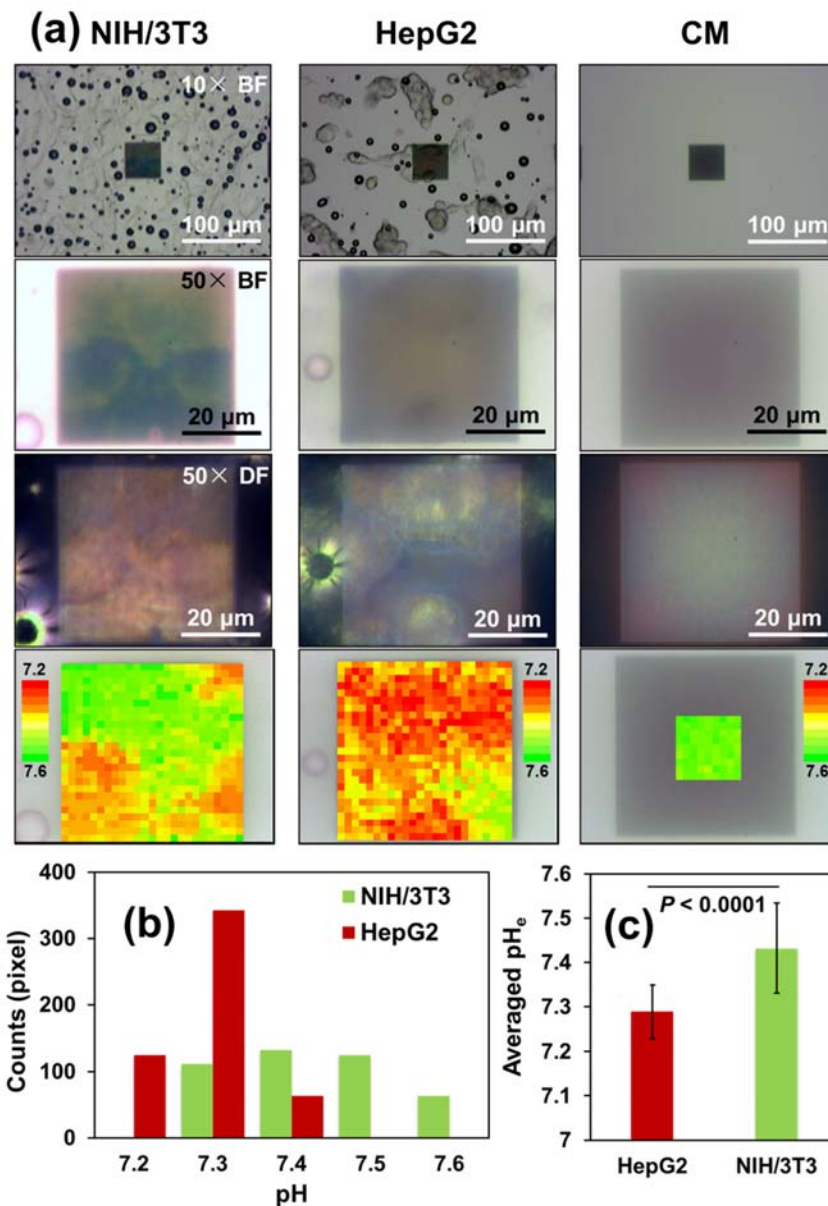 (a) NIH/3T3 HepG2 CM
10× BF
100 µm 100 µm 100 µm
50× BF
20 µm 20 µm 20 µm
50× DF
20 µm 20 µm 20 µm
7.2 7.2 7.2
7.6 7.6 7.6
(b)
Counts (pixel)
400
300
200
100
0
NIH/3T3
HepG2
7.2 7.3 7.4 7.5 7.6
pH
(c)
Averaged pHₑ
7.6
7.5
7.4
7.3
7.2
7.1
7
P < 0.0001
HepG2 NIH/3T3